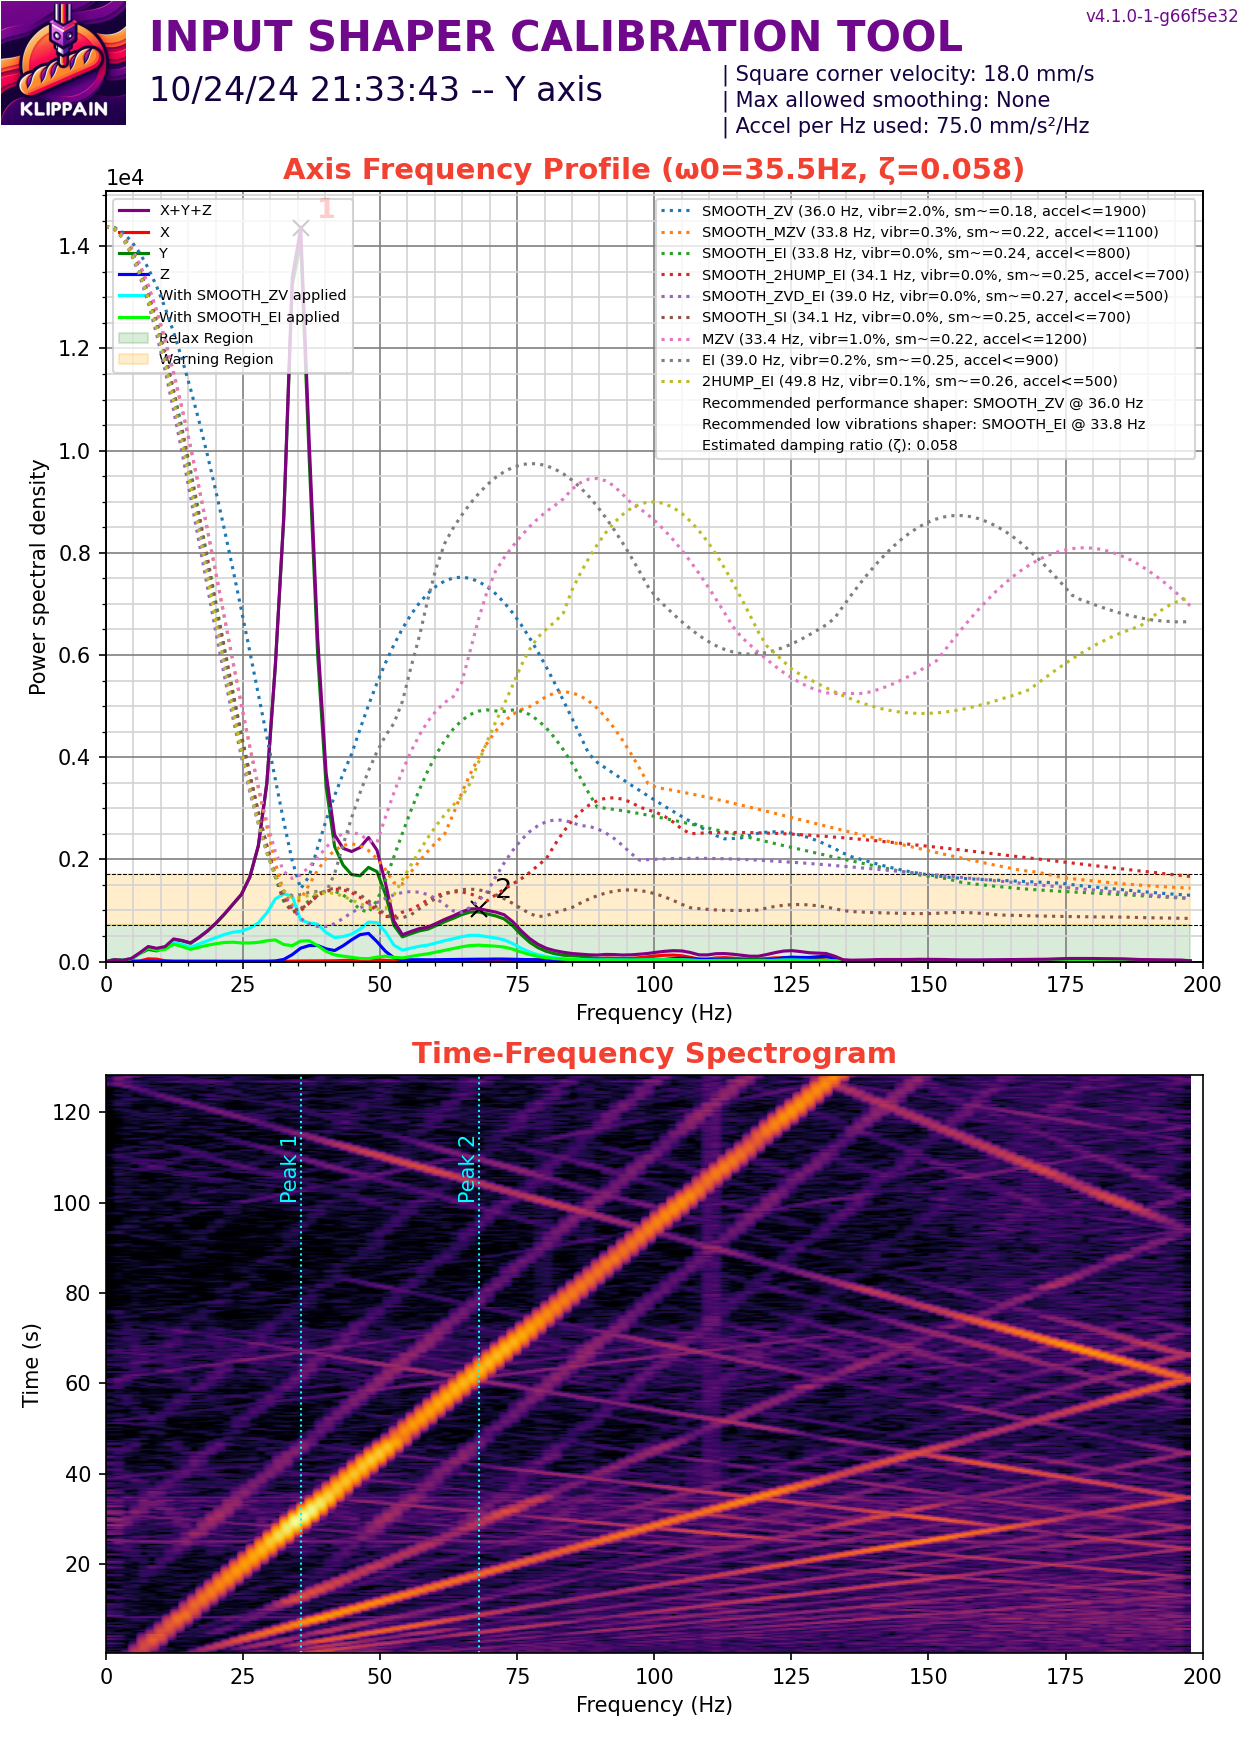 v4.1.0-1-g66f5e32
INPUT SHAPER CALIBRATION TOOL
10/24/24 21:33:43 -- Y axis
| Square corner velocity: 18.0 mm/s
| Max allowed smoothing: None
| Accel per Hz used: 75.0 mm/s²/Hz
KLIPPAIN
Axis Frequency Profile (ω0=35.5Hz, ζ=0.058)
1e4
X+Y+Z
X
Y
Z
With SMOOTH_ZV applied
With SMOOTH_EI applied
Relax Region
Warning Region
1
SMOOTH_ZV (36.0 Hz, vibr=2.0%, sm~=0.18, accel<=1900)
SMOOTH_MZV (33.8 Hz, vibr=0.3%, sm~=0.22, accel<=1100)
SMOOTH_EI (33.8 Hz, vibr=0.0%, sm~=0.24, accel<=800)
SMOOTH_2HUMP_EI (34.1 Hz, vibr=0.0%, sm~=0.25, accel<=700)
SMOOTH_ZVD_EI (39.0 Hz, vibr=0.0%, sm~=0.27, accel<=500)
SMOOTH_SI (34.1 Hz, vibr=0.0%, sm~=0.25, accel<=700)
MZV (33.4 Hz, vibr=1.0%, sm~=0.22, accel<=1200)
EI (39.0 Hz, vibr=0.2%, sm~=0.25, accel<=900)
2HUMP_EI (49.8 Hz, vibr=0.1%, sm~=0.26, accel<=500)
Recommended performance shaper: SMOOTH_ZV @ 36.0 Hz
Recommended low vibrations shaper: SMOOTH_EI @ 33.8 Hz
Estimated damping ratio (ζ): 0.058
Power spectral density
1.4
1.2
1.0
0.8
0.6
0.4
0.2
0.0
2
0 25 50 75 100 125 150 175 200
Frequency (Hz)
Time-Frequency Spectrogram
Time (s)
120
100
80
60
40
20
Peak 1
Peak 2
0 25 50 75 100 125 150 175 200
Frequency (Hz)